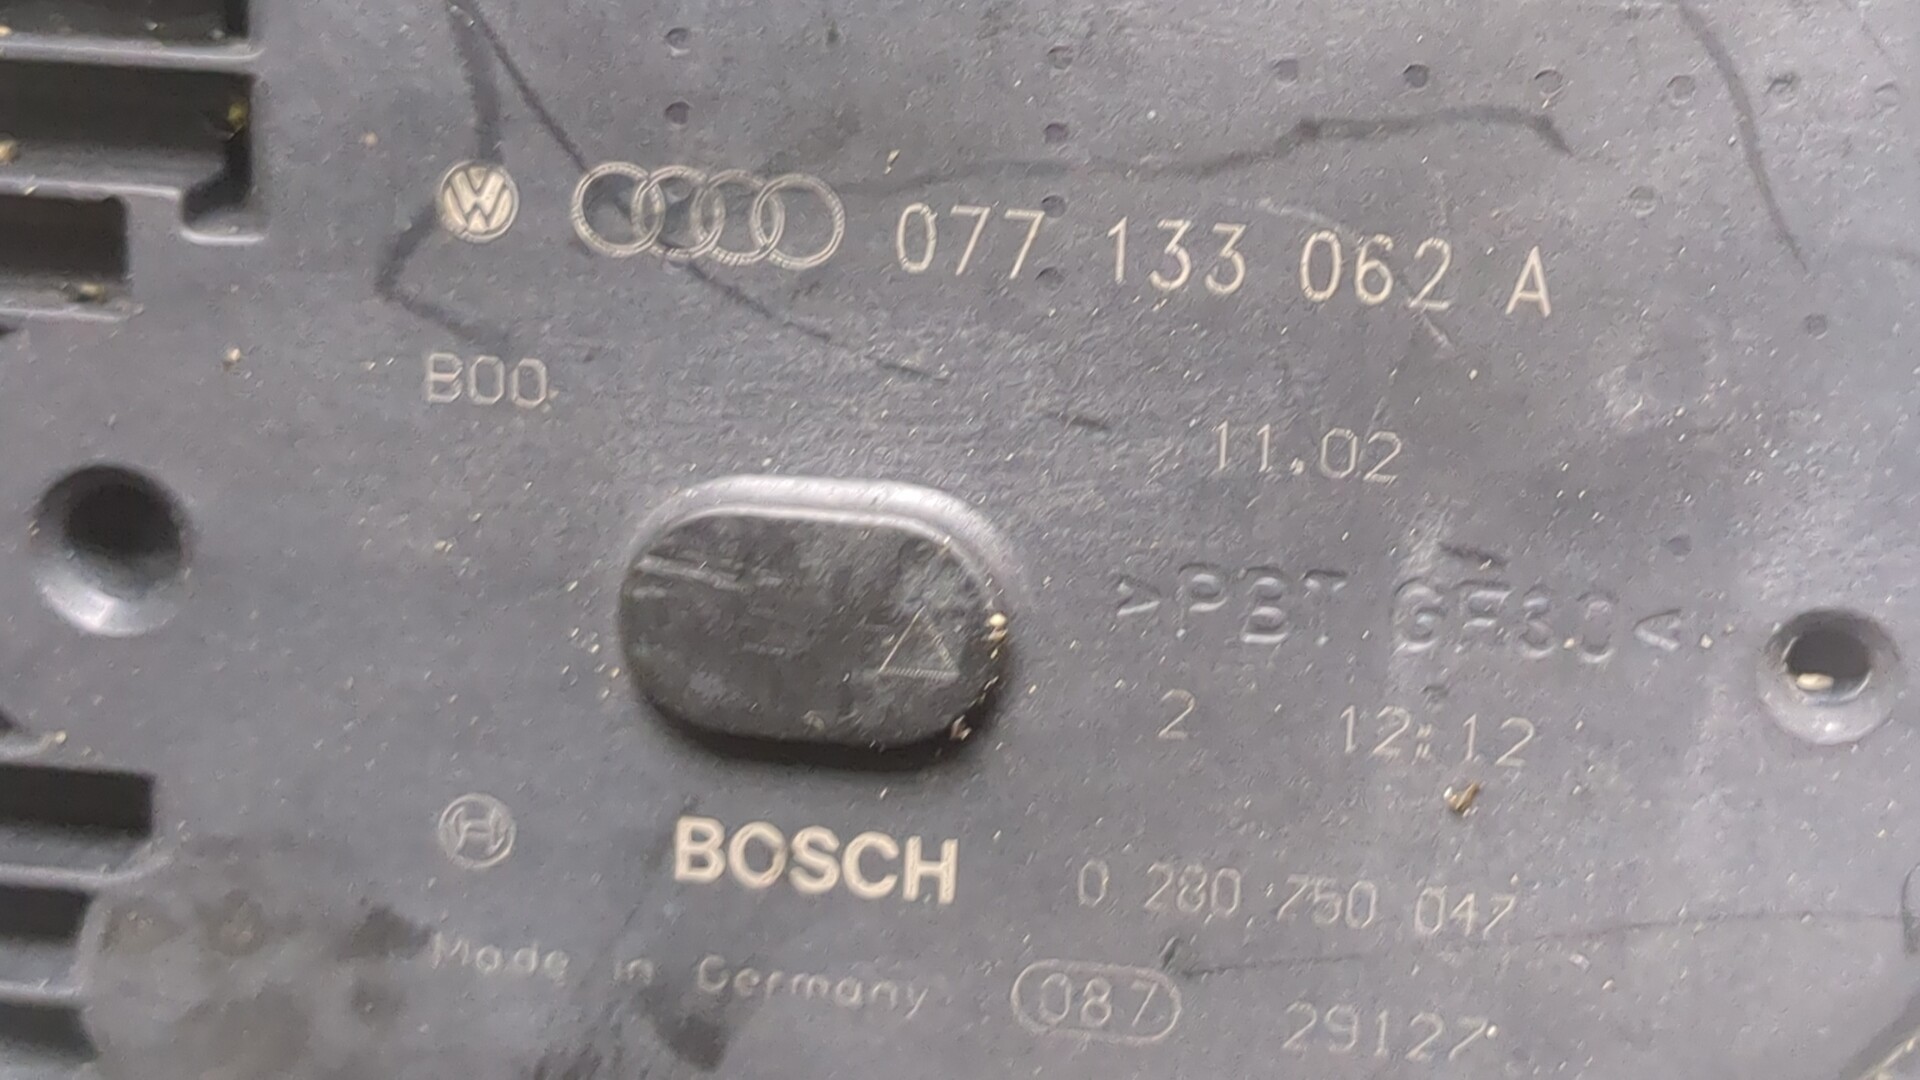 077 133 062 A
B00
11.02
>PBT GF30<
2 12:12
BOSCH 0 280 750 047
Made in Germany 087 29127